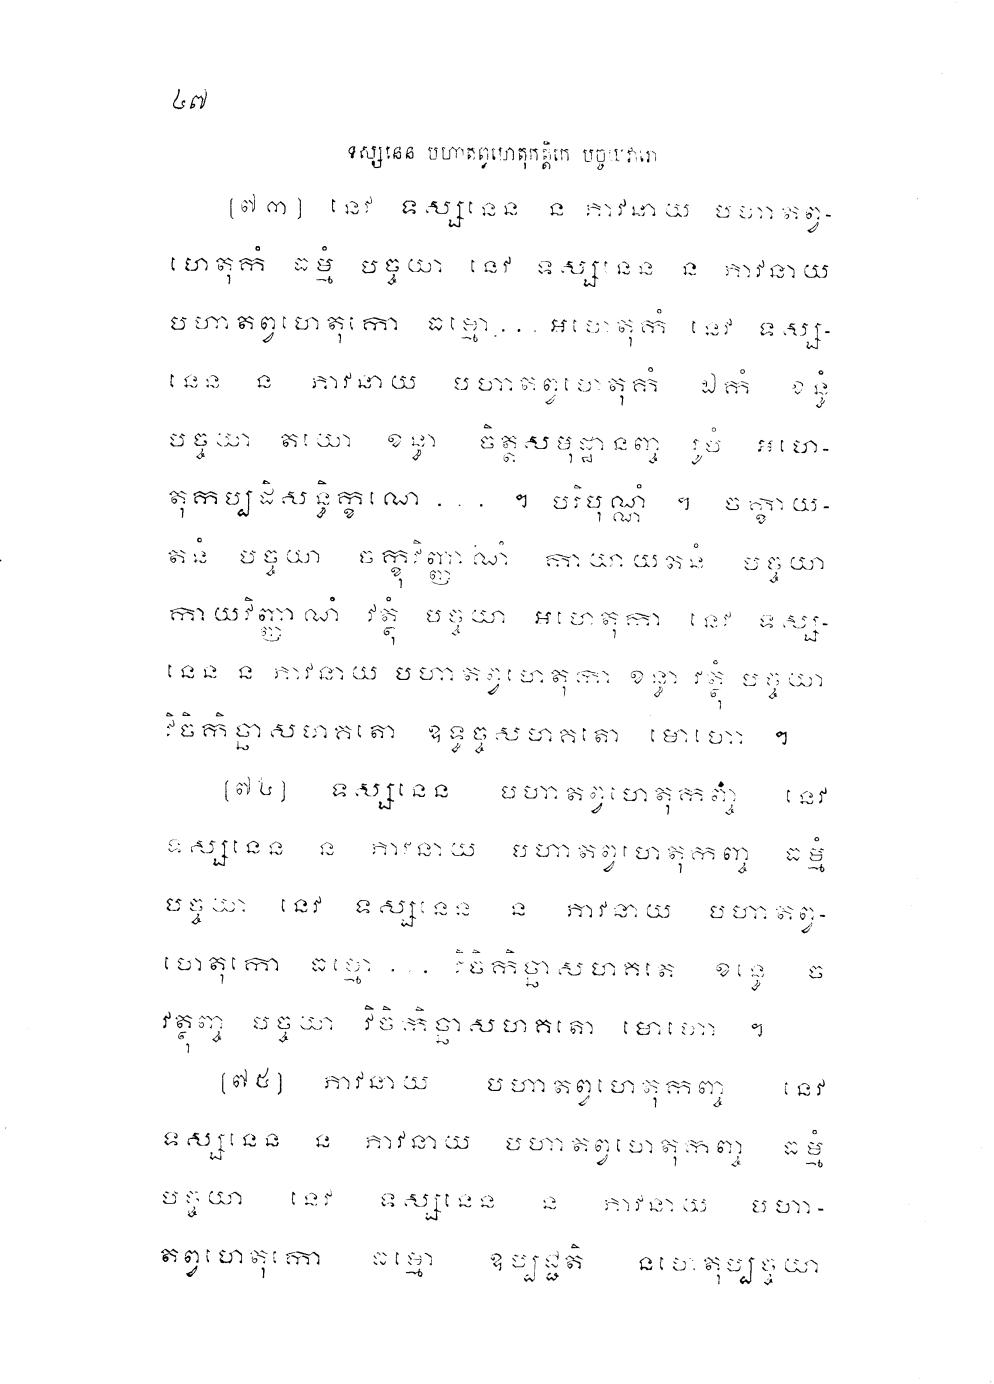 ៤៧
ទស្សនេន បហាតព្វហេតុកត្តិកេ បច្ចយវារោ
[៧៣] នេវ ទស្សនេន ន ភាវនាយ បហាតព្វ-
ហេតុកំ ធម្មំ បច្ចយា នេវ ទស្សនេន ន ភាវនាយ
បហាតព្វហេតុកោ ធម្មោ... អហេតុកំ នេវ ទស្ស-
នេន ន ភាវនាយ បហាតព្វហេតុកំ ឯកំ ខន្ធំ
បច្ចយា តយោ ខន្ធា ចិត្តសមុដ្ឋានញ្ច រូបំ អហេ-
តុកប្បដិសន្ធិក្ខណេ . . . ។ បរិបុណ្ណំ ។ ចក្ខាយ-
តនំ បច្ចយា ចក្ខុវិញ្ញាណំ កាយាយតនំ បច្ចយា
កាយវិញ្ញាណំ វត្ថុំ បច្ចយា អហេតុកា នេវ ទស្ស-
នេន ន ភាវនាយ បហាតព្វហេតុកា ខន្ធា វត្ថុំ បច្ចយា
វិចិកិច្ឆាសហគតោ ឧទ្ធច្ចសហគតោ មោហោ ។
[៧៤] ទស្សនេន បហាតព្វហេតុកញ្ច នេវ
ទស្សនេន ន ភាវនាយ បហាតព្វហេតុកញ្ច ធម្មំ
បច្ចយា នេវ ទស្សនេន ន ភាវនាយ បហាតព្វ-
ហេតុកោ ធម្មោ ... វិចិកិច្ឆាសហគតេ ខន្ធេ ច
វត្ថុញ្ច បច្ចយា វិចិកិច្ឆាសហគតោ មោហោ ។
[៧៥] ភាវនាយ បហាតព្វហេតុកញ្ច នេវ
ទស្សនេន ន ភាវនាយ បហាតព្វហេតុកញ្ច ធម្មំ
បច្ចយា នេវ ទស្សនេន ន ភាវនាយ បហា-
តព្វហេតុកោ ធម្មោ ឧប្បជ្ជតិ នហេតុប្បច្ចយា